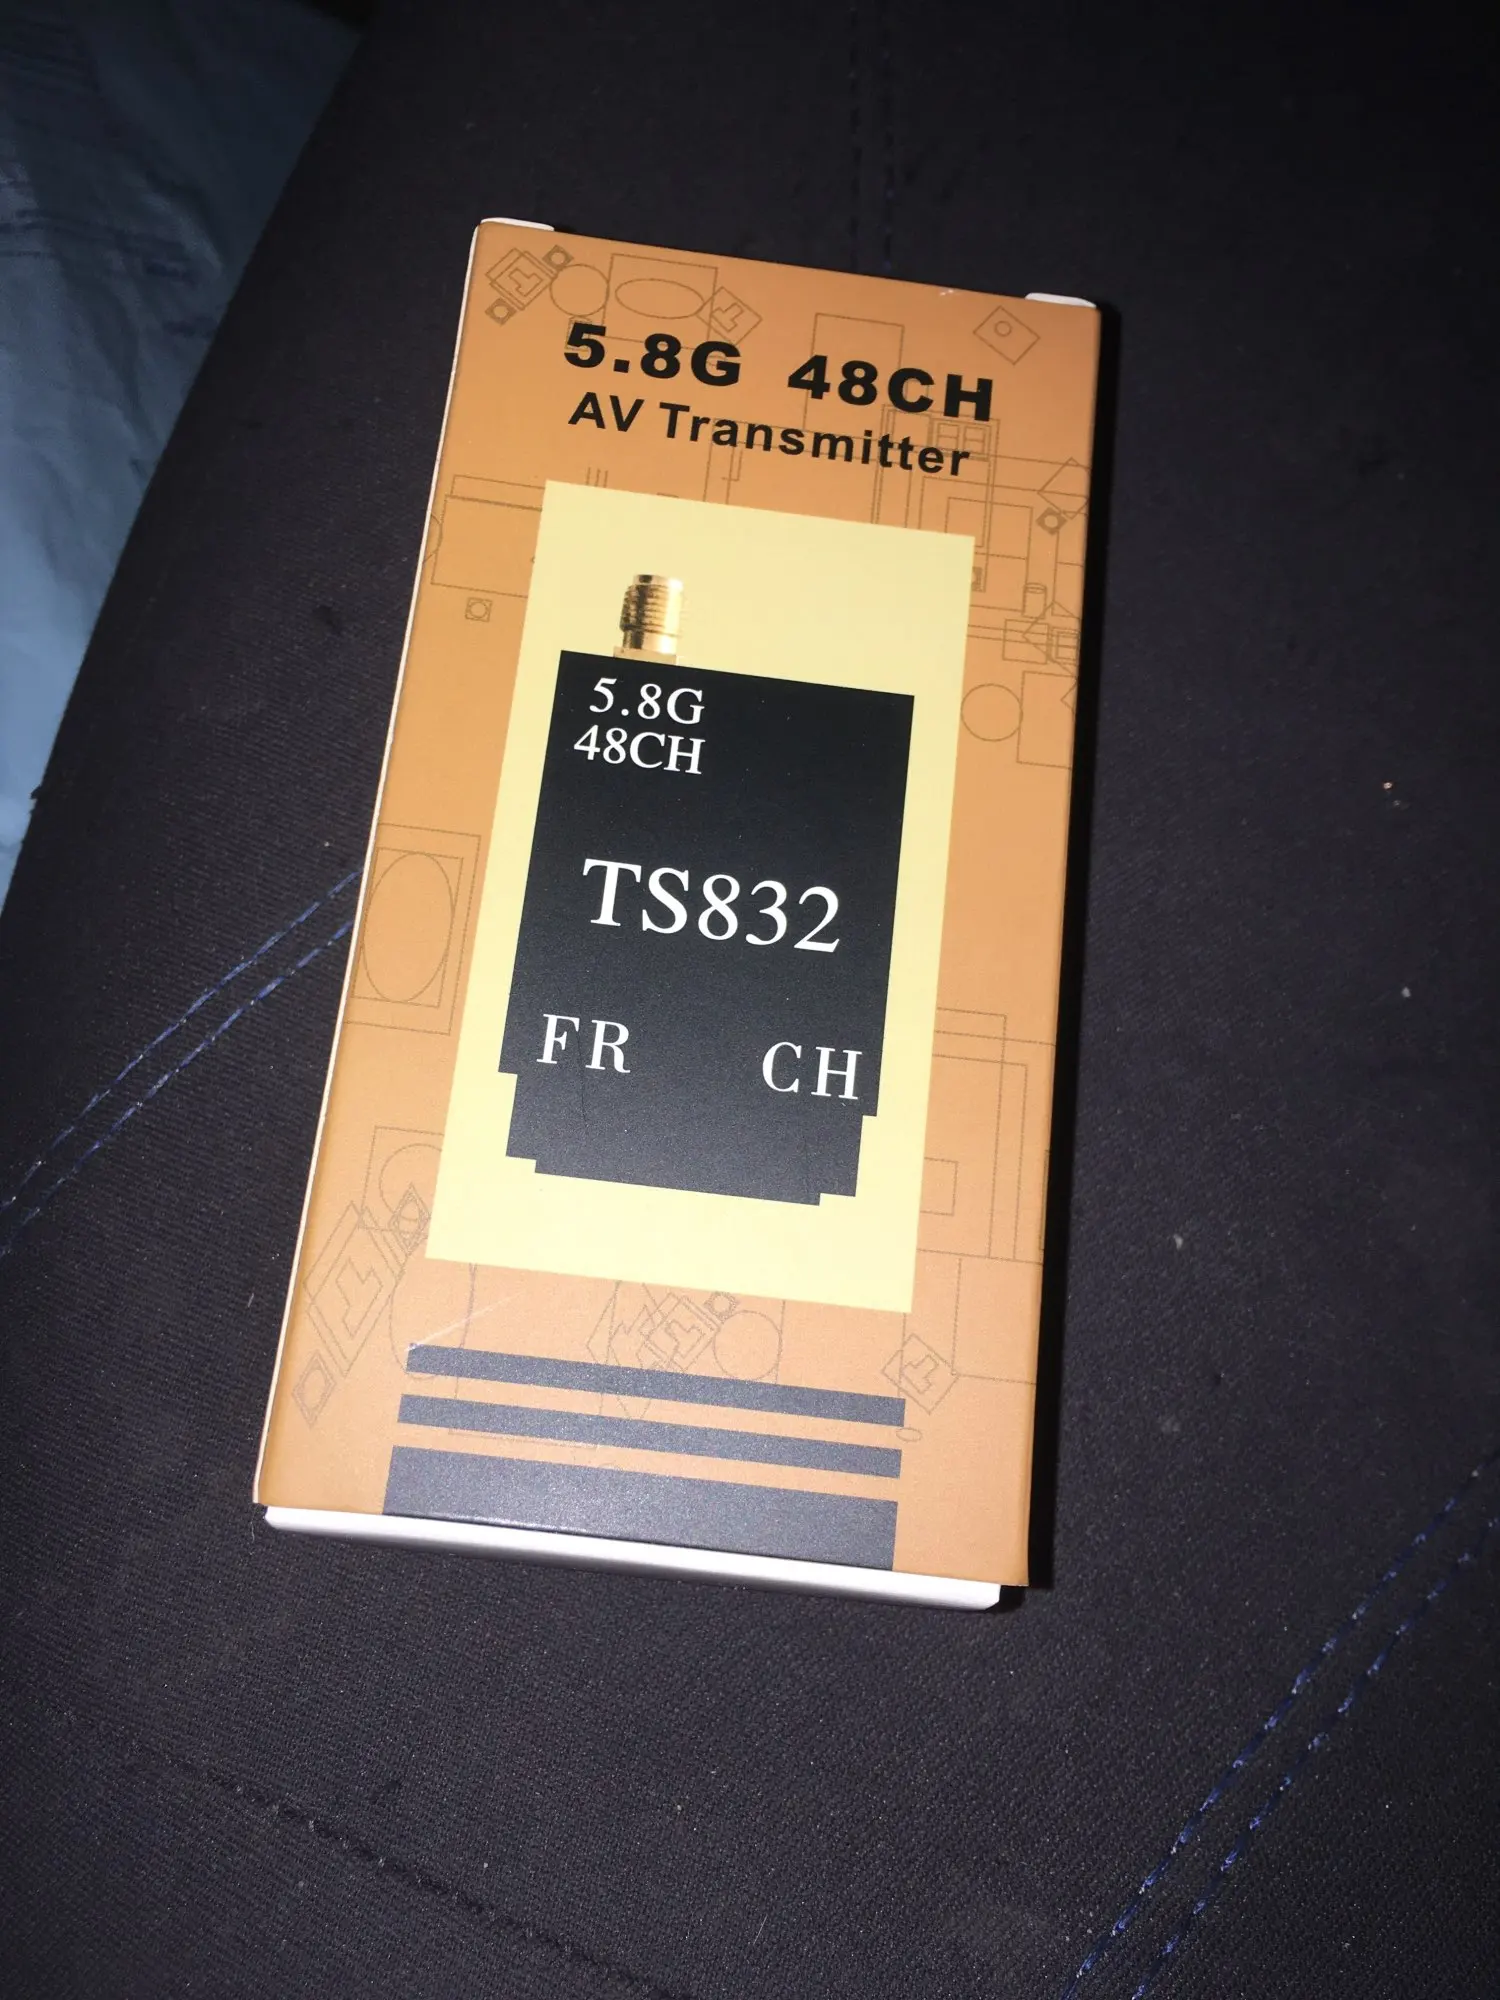 5.8G 48CH
AV Transmitter
5.8G
48CH
TS832
FR CH